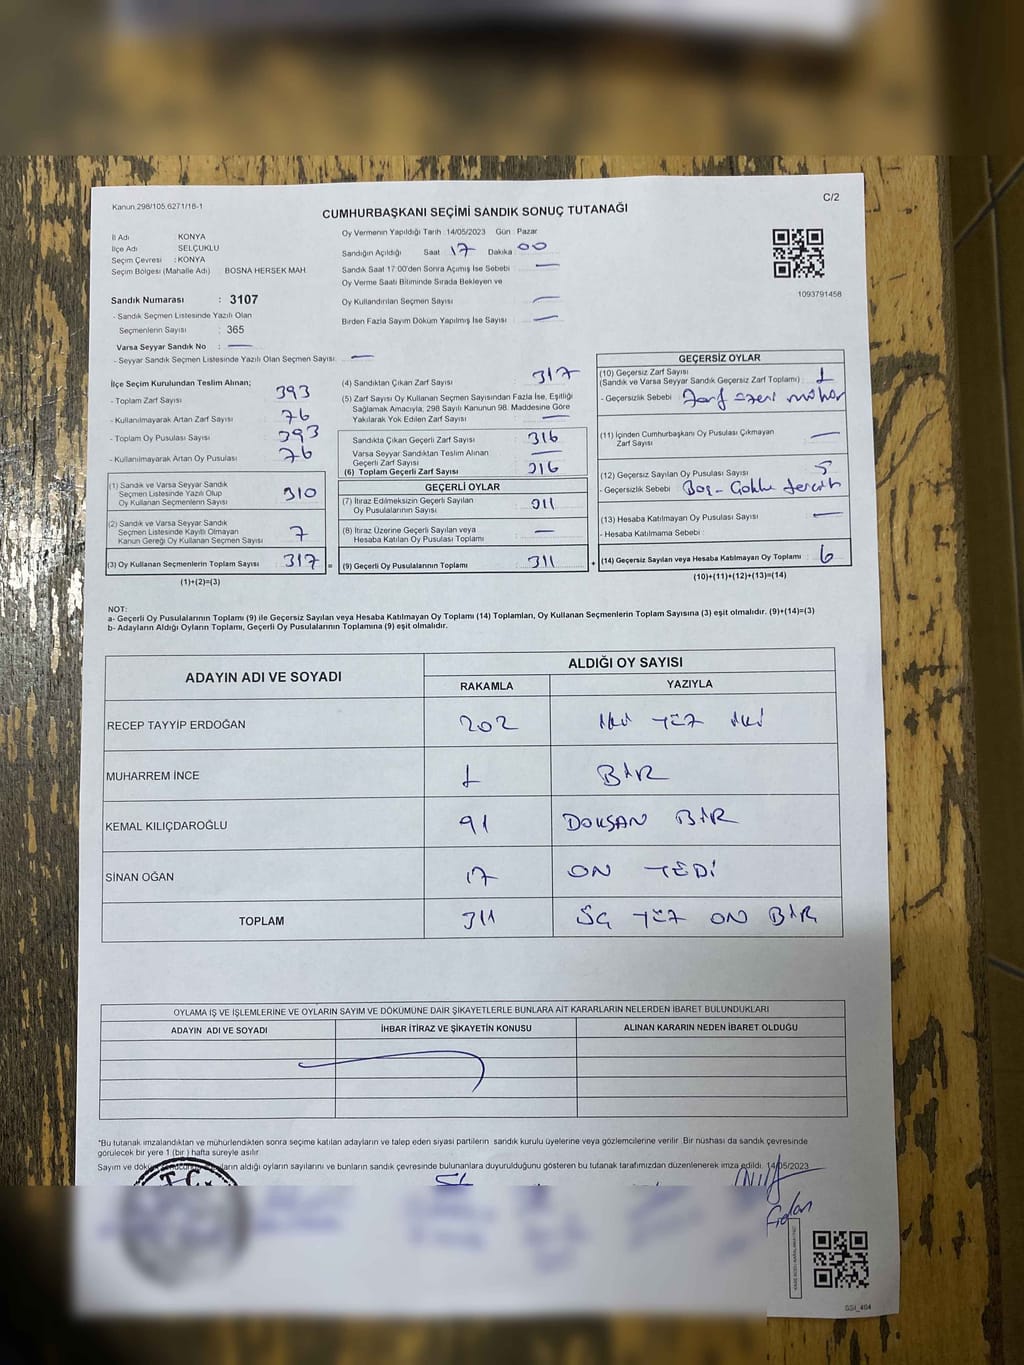 Kanun 298/105,6271/18-1
C/2
CUMHURBAŞKANI SEÇİMİ SANDIK SONUÇ TUTANAĞI
İl Adı KONYA
İlçe Adı SELÇUKLU
Seçim Çevresi : KONYA
Seçim Bölgesi (Mahalle Adı) BOSNA HERSEK MAH.
Sandık Numarası : 3107
- Sandık Seçmen Listesinde Yazılı Olan
Seçmenlerin Sayısı : 365
Varsa Seyyar Sandık No : —
- Seyyar Sandık Seçmen Listesinde Yazılı Olan Seçmen Sayısı: —
Oy Vermenin Yapıldığı Tarih :14/05/2023 Gün : Pazar
Sandığın Açıldığı Saat 17 Dakika 00
Sandık Saat 17:00'den Sonra Açımış İse Sebebi : —
Oy Verme Saati Bitiminde Sırada Bekleyen ve
Oy Kullandırılan Seçmen Sayısı : —
Birden Fazla Sayım Döküm Yapılmış İse Sayısı : —
1093791458
İlçe Seçim Kurulundan Teslim Alınan;
- Toplam Zarf Sayısı : 393
- Kullanılmayarak Artan Zarf Sayısı : 76
- Toplam Oy Pusulası Sayısı : 393
- Kullanılmayarak Artan Oy Pusulası : 76
(1) Sandık ve Varsa Seyyar Sandık
Seçmen Listesinde Yazılı Olup
Oy Kullanan Seçmenlerin Sayısı 310
(2) Sandık ve Varsa Seyyar Sandık
Seçmen Listesinde Kayıtlı Olmayan
Kanun Gereği Oy Kullanan Seçmen Sayısı 7
(3) Oy Kullanan Seçmenlerin Toplam Sayısı 317 =
(1)+(2)=(3)
(4) Sandıktan Çıkan Zarf Sayısı : 317
(5) Zarf Sayısı Oy Kullanan Seçmen Sayısından Fazla İse, Eşitliği
Sağlamak Amacıyla, 298 Sayılı Kanunun 98. Maddesine Göre
Yakılarak Yok Edilen Zarf Sayısı : —
Sandıkta Çıkan Geçerli Zarf Sayısı : 316
Varsa Seyyar Sandıktan Teslim Alınan
Geçerli Zarf Sayısı : —
(6) Toplam Geçerli Zarf Sayısı : 316
GEÇERLİ OYLAR
(7) İtiraz Edilmeksizin Geçerli Sayılan
Oy Pusulalarının Sayısı : 311
(8) İtiraz Üzerine Geçerli Sayılan veya
Hesaba Katılan Oy Pusulası Toplamı : —
(9) Geçerli Oy Pusulalarının Toplamı : 311 +
GEÇERSİZ OYLAR
(10) Geçersiz Zarf Sayısı
(Sandık ve Varsa Seyyar Sandık Geçersiz Zarf Toplamı) : 1
- Geçersizlik Sebebi : Zarf üzeri mühür
(11) İçinden Cumhurbaşkanı Oy Pusulası Çıkmayan
Zarf Sayısı : —
(12) Geçersiz Sayılan Oy Pusulası Sayısı : 5
- Geçersizlik Sebebi : Boş - Çoklu tercih
(13) Hesaba Katılmayan Oy Pusulası Sayısı : —
- Hesaba Katılmama Sebebi :
(14) Geçersiz Sayılan veya Hesaba Katılmayan Oy Toplamı : 6
(10)+(11)+(12)+(13)=(14)
NOT:
a- Geçerli Oy Pusulalarının Toplamı (9) ile Geçersiz Sayılan veya Hesaba Katılmayan Oy Toplamı (14) Toplamları, Oy Kullanan Seçmenlerin Toplam Sayısına (3) eşit olmalıdır. (9)+(14)=(3)
b- Adayların Aldığı Oyların Toplamı, Geçerli Oy Pusulalarının Toplamına (9) eşit olmalıdır.
ADAYIN ADI VE SOYADI
ALDIĞI OY SAYISI
RAKAMLA YAZIYLA
RECEP TAYYİP ERDOĞAN 202 İKİ YÜZ İKİ
MUHARREM İNCE 1 BİR
KEMAL KILIÇDAROĞLU 91 DOKSAN BİR
SİNAN OĞAN 17 ON YEDİ
TOPLAM 311 ÜÇ YÜZ ON BİR
OYLAMA İŞ VE İŞLEMLERİNE VE OYLARIN SAYIM VE DÖKÜMÜNE DAİR ŞİKAYETLERLE BUNLARA AİT KARARLARIN NELERDEN İBARET BULUNDUKLARI
ADAYIN ADI VE SOYADI İHBAR İTİRAZ VE ŞİKAYETİN KONUSU ALINAN KARARIN NEDEN İBARET OLDUĞU
*Bu tutanak imzalandıktan ve mühürlendikten sonra seçime katılan adayların ve talep eden siyasi partilerin sandık kurulu üyelerine veya gözlemcilerine verilir. Bir nüshası da sandık çevresinde
görülecek bir yere 1 (bir) hafta süreyle asılır.
Sayım ve aldığı oyların sayılarını ve bunların sandık çevresinde bulunanlara duyurulduğunu gösteren bu tutanak tarafımızdan düzenlenerek imza edildi. 14/05/2023
T.C.